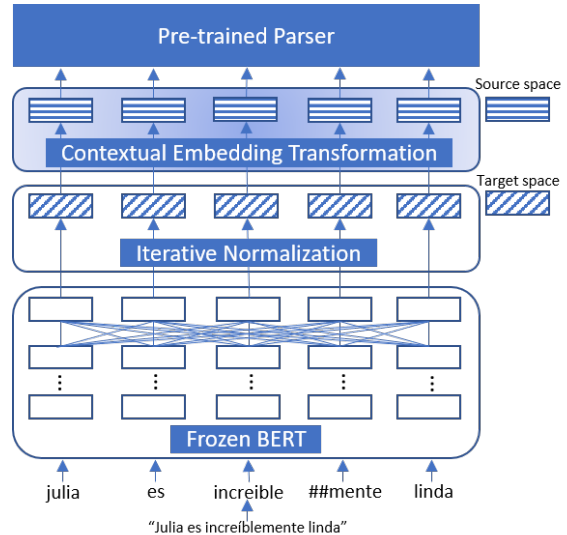 Pre-trained Parser
Source space
Contextual Embedding Transformation
Target space
Iterative Normalization
Frozen BERT
julia es increible ##mente linda
“Julia es increíblemente linda”